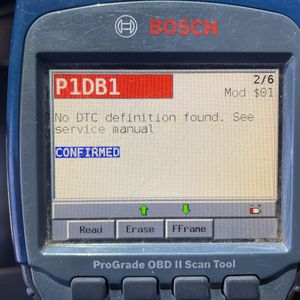 BOSCH
P1DB1
2/6
Mod $01
No DTC definition found. See
service manual
CONFIRMED
Read
Erase
FFrame
ProGrade OBD II Scan Tool